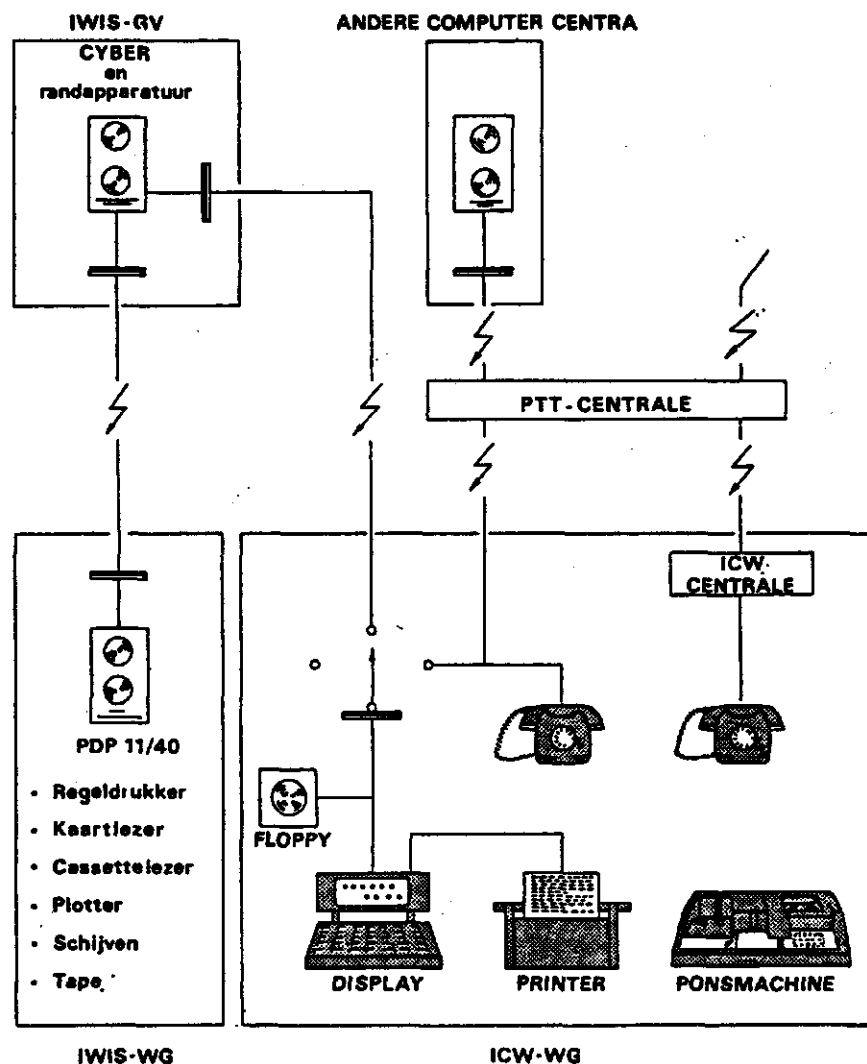 IWIS-GV
ANDERE COMPUTER CENTRA
CYBER
en
randapparatuur
PTT-CENTRALE
ICW-
CENTRALE
PDP 11/40
• Regeldrukker
• Kaartlezer
• Cassettelezer
• Plotter
• Schijven
• Tape
FLOPPY
DISPLAY
PRINTER
PONSMACHINE
IWIS-WG
ICW-WG